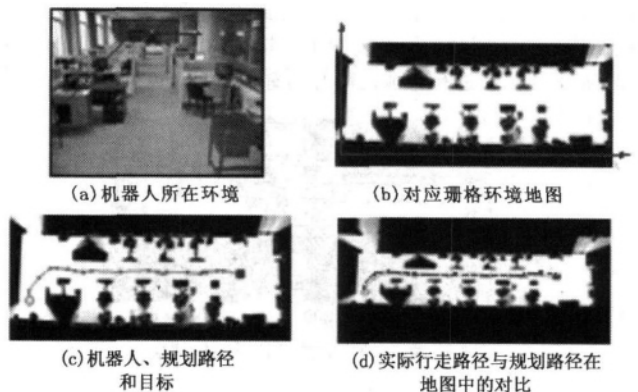 (a)机器人所在环境
(b)对应珊格环境地图
(c)机器人、规划路径
和目标
(d)实际行走路径与规划路径在
地图中的对比